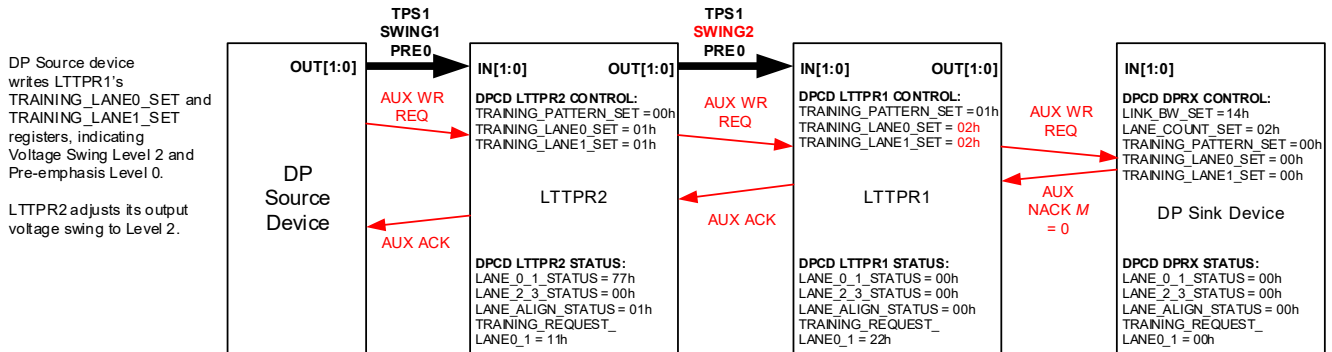 DP Source device
writes LTTPR1's
TRAINING_LANE0_SET and
TRAINING_LANE1_SET
registers, indicating
Voltage Swing Level 2 and
Pre-emphasis Level 0.
LTTPR2 adjusts its output
voltage swing to Level 2.
OUT[1:0]
DP
Source
Device
TPS1
SWING1
PRE0
AUX WR
REQ
AUX ACK
IN[1:0] OUT[1:0]
DPCD LTTPR2 CONTROL:
TRAINING_PATTERN_SET = 00h
TRAINING_LANE0_SET = 01h
TRAINING_LANE1_SET = 01h
LTTPR2
DPCD LTTPR2 STATUS:
LANE_0_1_STATUS = 77h
LANE_2_3_STATUS = 00h
LANE_ALIGN_STATUS = 01h
TRAINING_REQUEST_
LANE0_1 = 11h
TPS1
SWING2
PRE0
AUX WR
REQ
AUX ACK
IN[1:0] OUT[1:0]
DPCD LTTPR1 CONTROL:
TRAINING_PATTERN_SET = 01h
TRAINING_LANE0_SET = 02h
TRAINING_LANE1_SET = 02h
LTTPR1
DPCD LTTPR1 STATUS:
LANE_0_1_STATUS = 00h
LANE_2_3_STATUS = 00h
LANE_ALIGN_STATUS = 00h
TRAINING_REQUEST_
LANE0_1 = 22h
AUX WR
REQ
AUX
NACK M
= 0
IN[1:0]
DPCD DPRX CONTROL:
LINK_BW_SET = 14h
LANE_COUNT_SET = 02h
TRAINING_PATTERN_SET = 00h
TRAINING_LANE0_SET = 00h
TRAINING_LANE1_SET = 00h
DP Sink Device
DPCD DPRX STATUS:
LANE_0_1_STATUS = 00h
LANE_2_3_STATUS = 00h
LANE_ALIGN_STATUS = 00h
TRAINING_REQUEST_
LANE0_1 = 00h